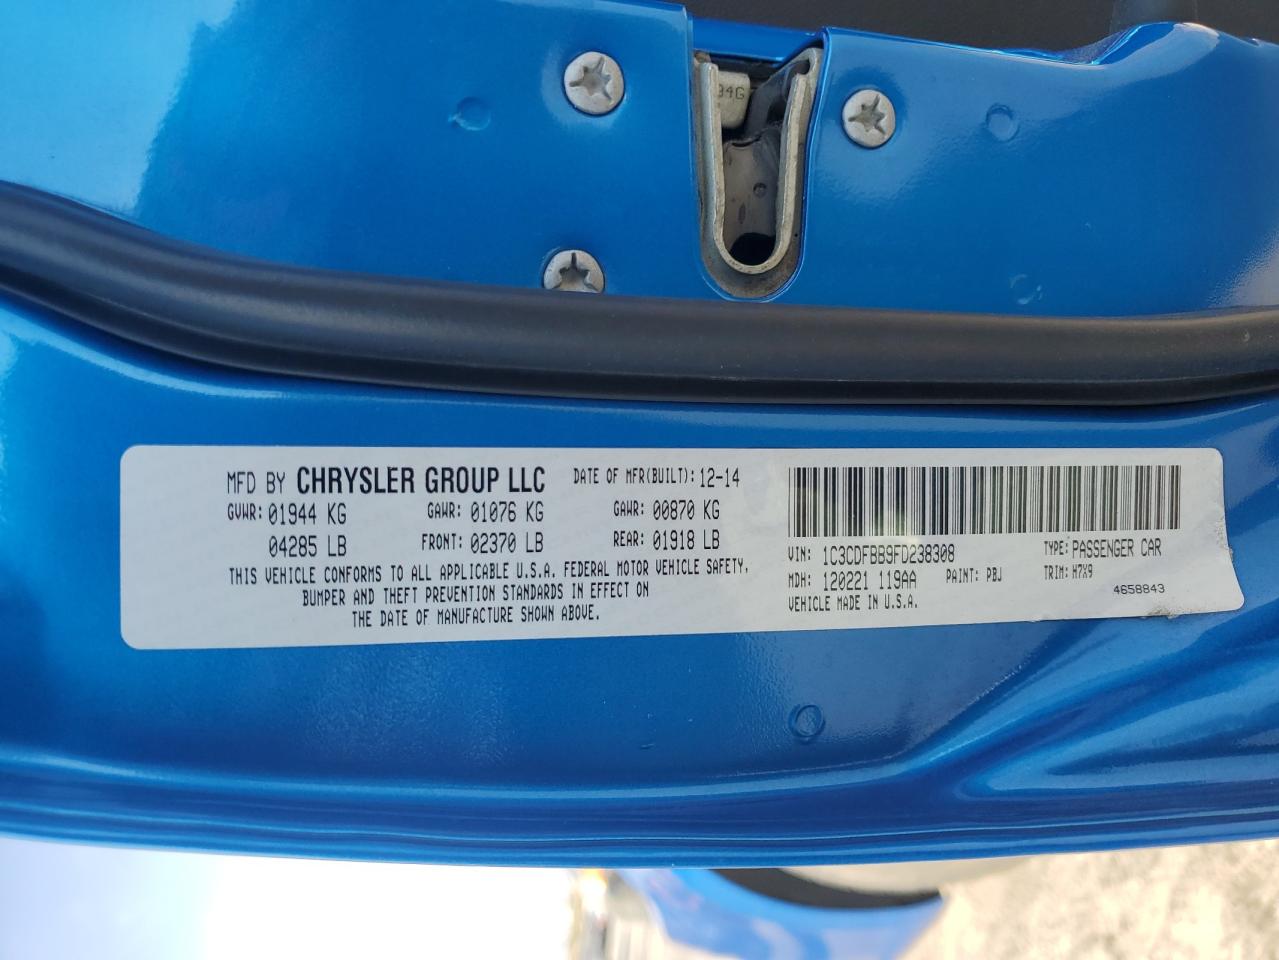 94G
MFD BY CHRYSLER GROUP LLC DATE OF MFR(BUILT): 12-14
GVWR: 01944 KG GAWR: 01076 KG GAWR: 00870 KG
04285 LB FRONT: 02370 LB REAR: 01918 LB
THIS VEHICLE CONFORMS TO ALL APPLICABLE U.S.A. FEDERAL MOTOR VEHICLE SAFETY,
BUMPER AND THEFT PREVENTION STANDARDS IN EFFECT ON
THE DATE OF MANUFACTURE SHOWN ABOVE.
VIN: 1C3CDFBB9FD238308 TYPE: PASSENGER CAR
MDH: 120221 119AA PAINT: PBJ TRIM: H7X9
VEHICLE MADE IN U.S.A. 4658843